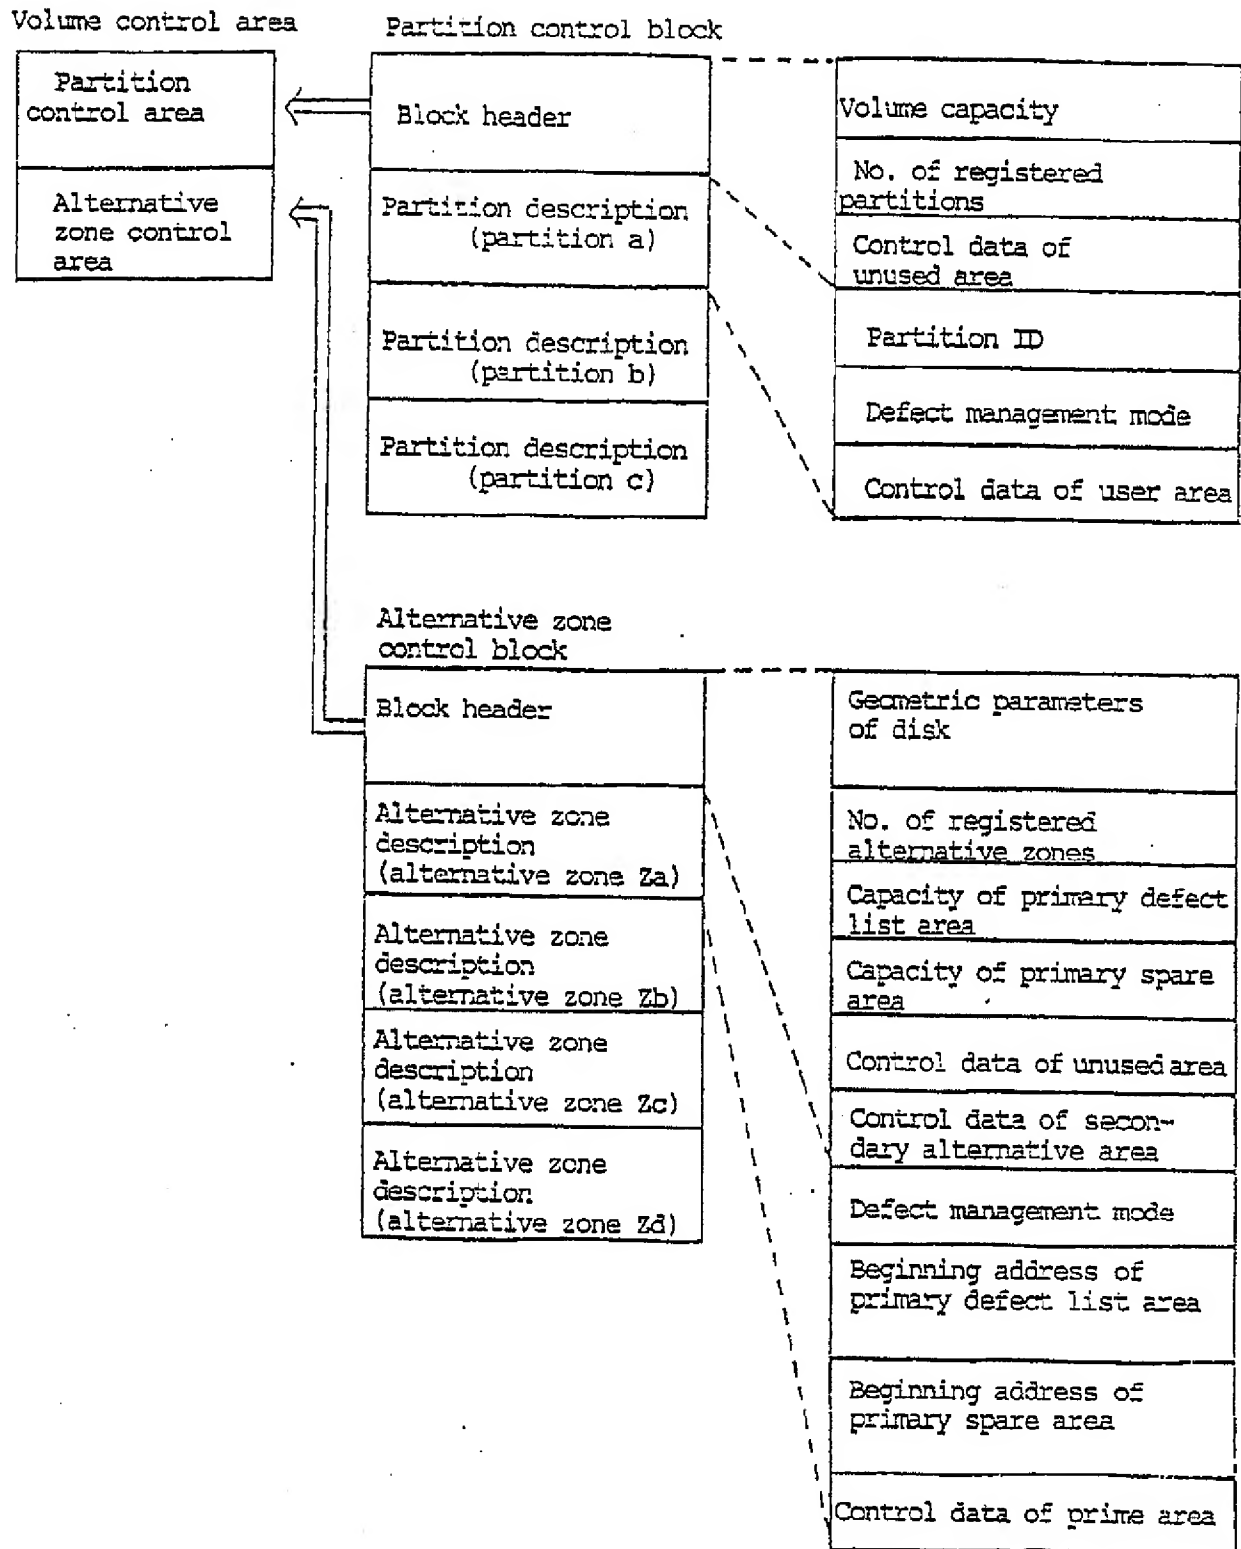 Volume control area
Partition
control area
Alternative
zone control
area
Partition control block
Block header
Partition description
(partition a)
Partition description
(partition b)
Partition description
(partition c)
Volume capacity
No. of registered
partitions
Control data of
unused area
Partition ID
Defect management mode
Control data of user area
Alternative zone
control block
Block header
Alternative zone
description
(alternative zone Za)
Alternative zone
description
(alternative zone Zb)
Alternative zone
description
(alternative zone Zc)
Alternative zone
description
(alternative zone Zd)
Geometric parameters
of disk
No. of registered
alternative zones
Capacity of primary defect
list area
Capacity of primary spare
area
Control data of unused area
Control data of secon-
dary alternative area
Defect management mode
Beginning address of
primary defect list area
Beginning address of
primary spare area
Control data of prime area